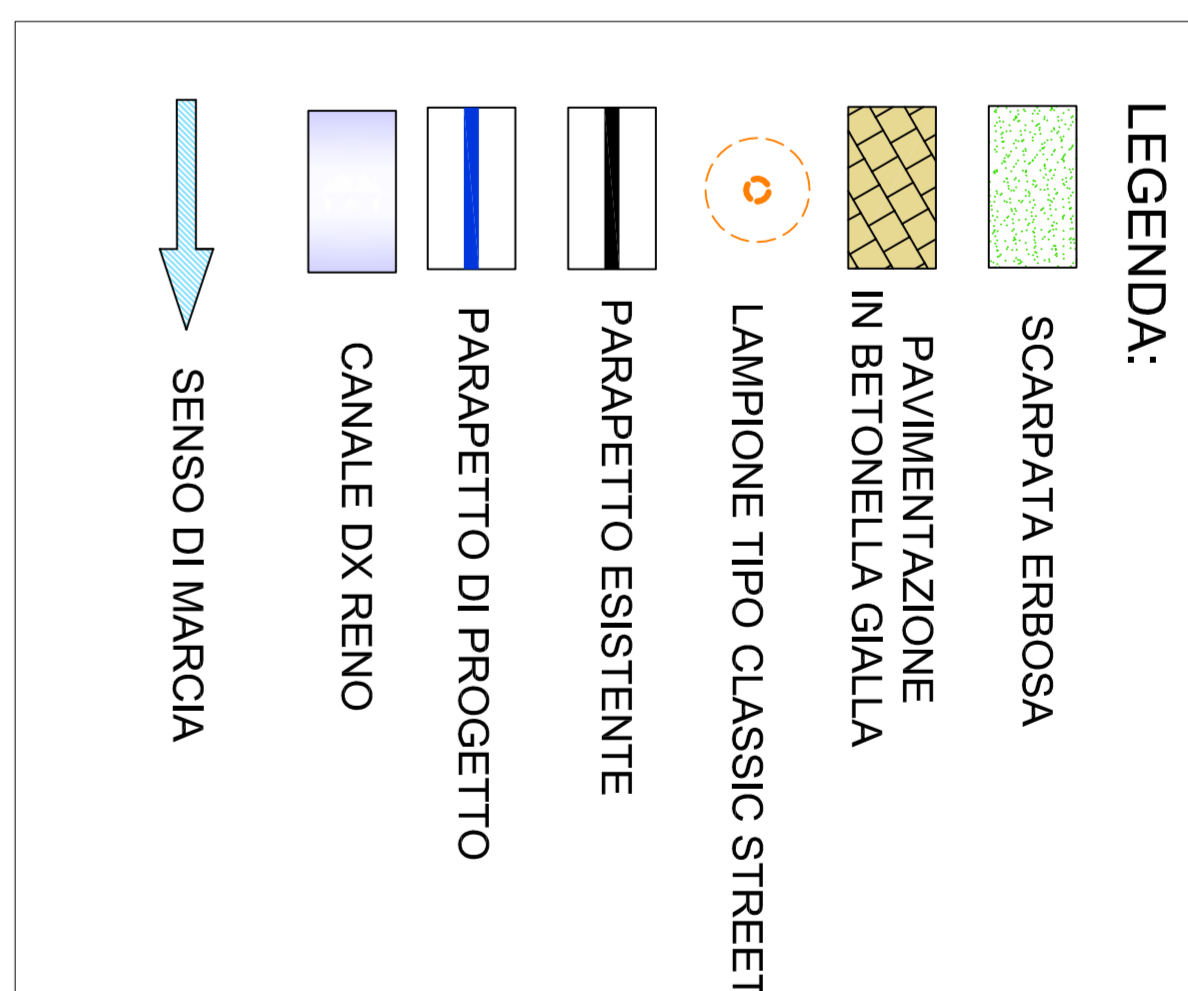 LEGENDA:
SCARPATA ERBOSA
PAVIMENTAZIONE
IN BETONELLA GIALLA
LAMPIONE TIPO CLASSIC STREET
PARAPETTO ESISTENTE
PARAPETTO DI PROGETTO
CANALE DX RENO
SENSO DI MARCIA